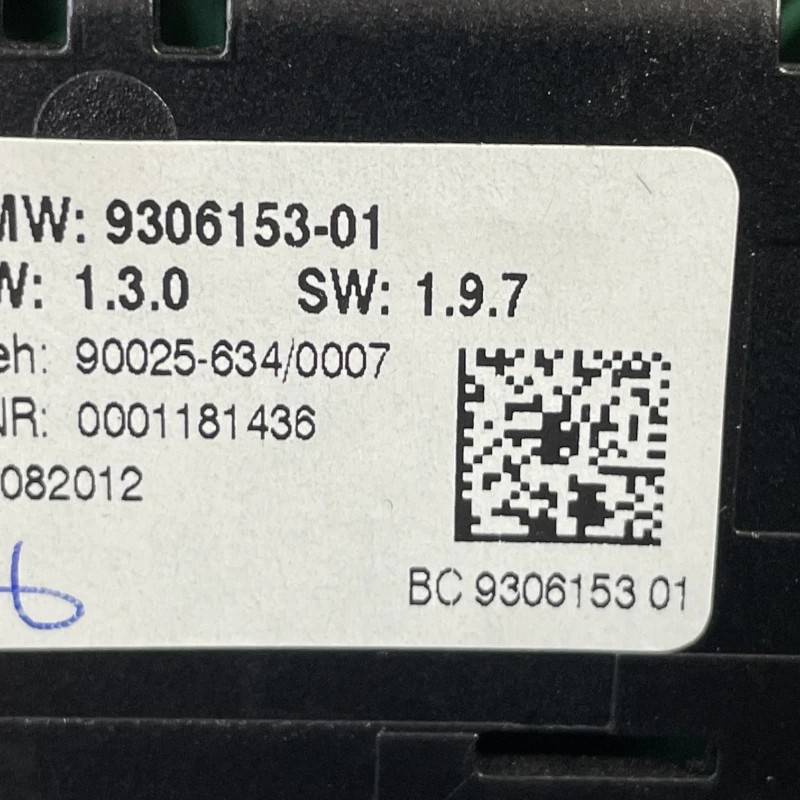 MW: 9306153-01
W: 1.3.0 SW: 1.9.7
eh: 90025-634/0007
NR: 0001181436
082012
BC 9306153 01